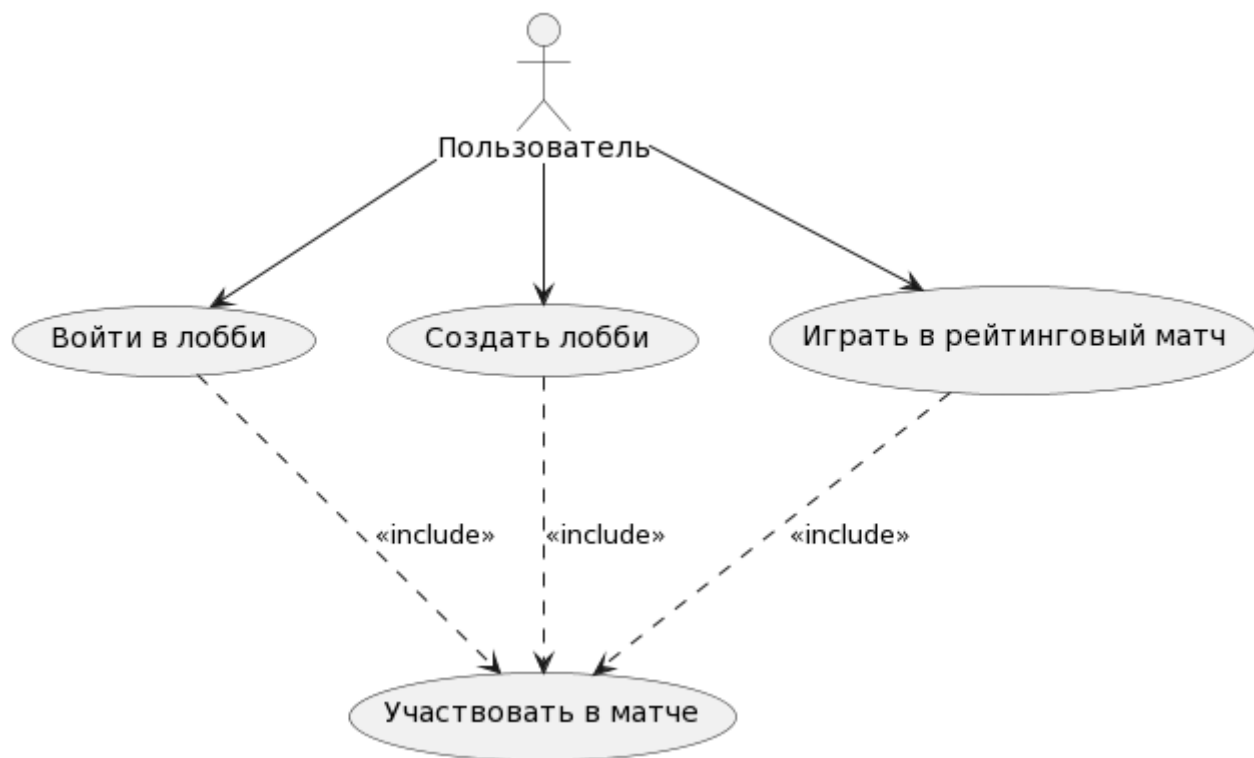 Пользователь
Войти в лобби
Создать лобби
Играть в рейтинговый матч
«include»
«include»
«include»
Участвовать в матче